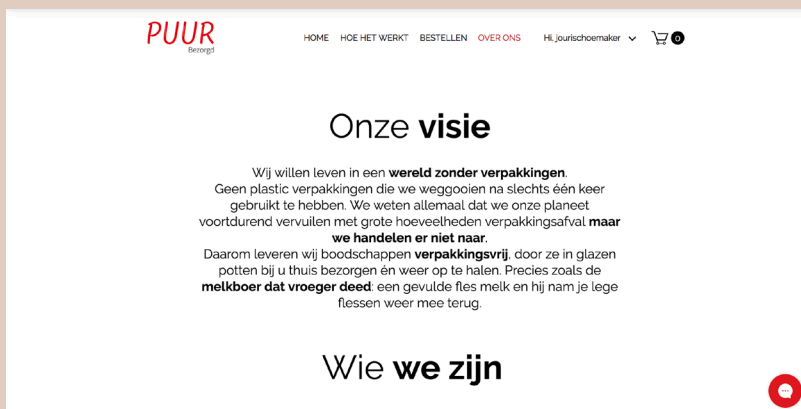 PUUR
Bezorgd
HOME HOE HET WERKT BESTELLEN OVER ONS Hi, jourischoemaker 0
Onze visie
Wij willen leven in een wereld zonder verpakkingen.
Geen plastic verpakkingen die we weggooien na slechts één keer
gebruikt te hebben. We weten allemaal dat we onze planeet
voortdurend vervuilen met grote hoeveelheden verpakkingsafval maar
we handelen er niet naar.
Daarom leveren wij boodschappen verpakkingsvrij, door ze in glazen
potten bij u thuis bezorgen én weer op te halen. Precies zoals de
melkboer dat vroeger deed: een gevulde fles melk en hij nam je lege
flessen weer mee terug.
Wie we zijn